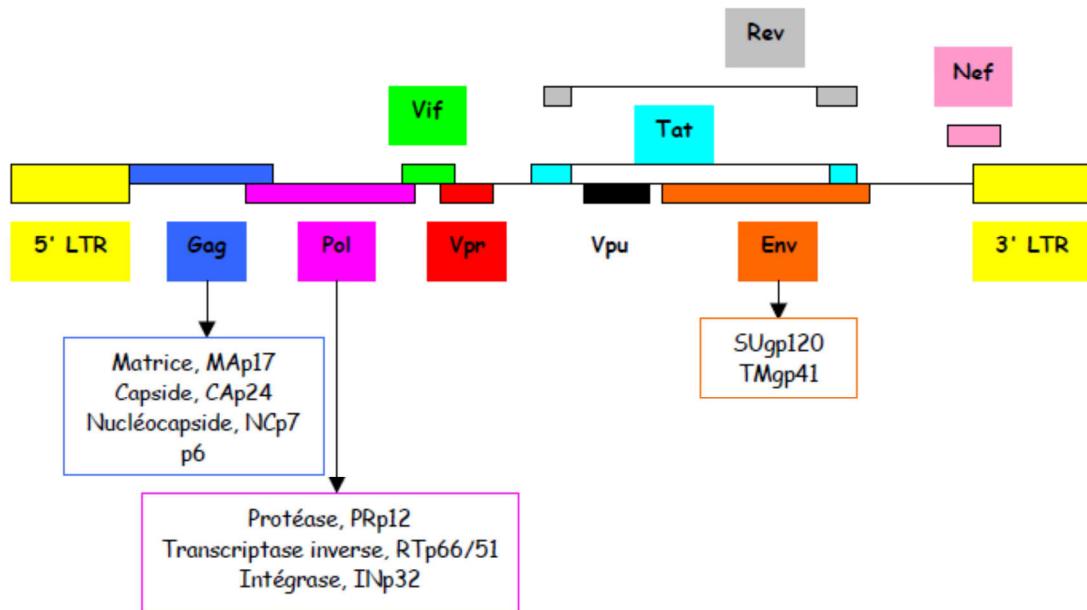 Rev
Nef
Vif
Tat
5' LTR
Gag
Pol
Vpr
Vpu
Env
3' LTR
Matrice, MAp17
Capside, CAp24
Nucléocapside, NCp7
p6
SUgp120
TMgp41
Protéase, PRp12
Transcriptase inverse, RTp66/51
Intégrase, INp32